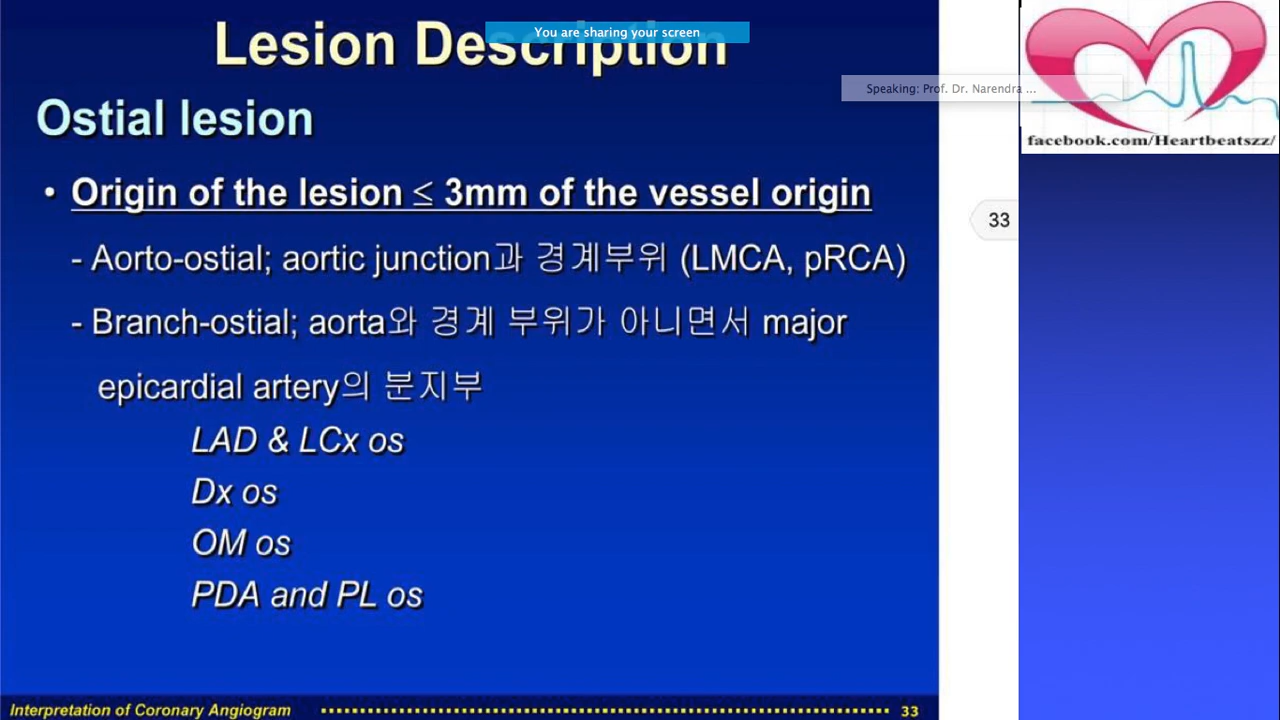 Lesion Description
You are sharing your screen
Speaking: Prof. Dr. Narendra ...
facebook.com/Heartbeatszz/
Ostial lesion
• Origin of the lesion ≤ 3mm of the vessel origin
33
- Aorto-ostial; aortic junction과 경계부위 (LMCA, pRCA)
- Branch-ostial; aorta와 경계 부위가 아니면서 major
epicardial artery의 분지부
LAD & LCx os
Dx os
OM os
PDA and PL os
Interpretation of Coronary Angiogram 33